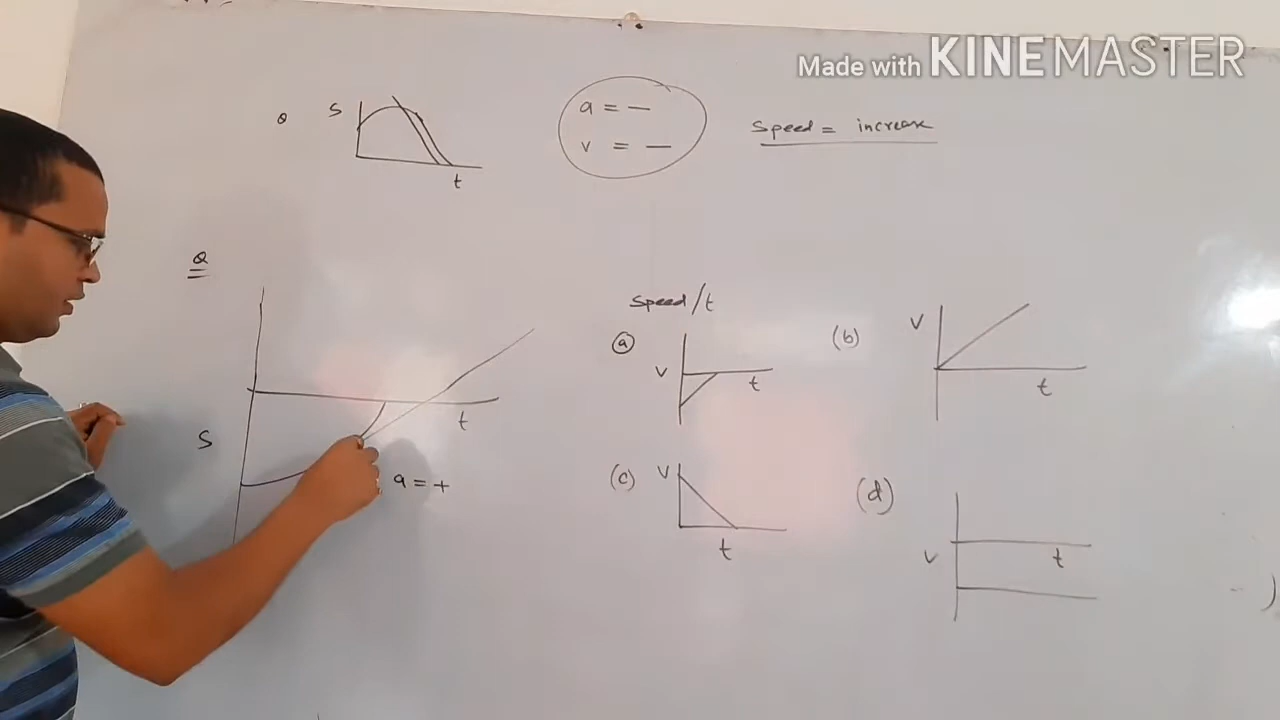 Made with KINEMASTER
Q S
t
a = —
v = —
Speed = increase
Q
S
t
a = +
Speed/t
(a) v t
(b) v t
(c) v t
(d) v t